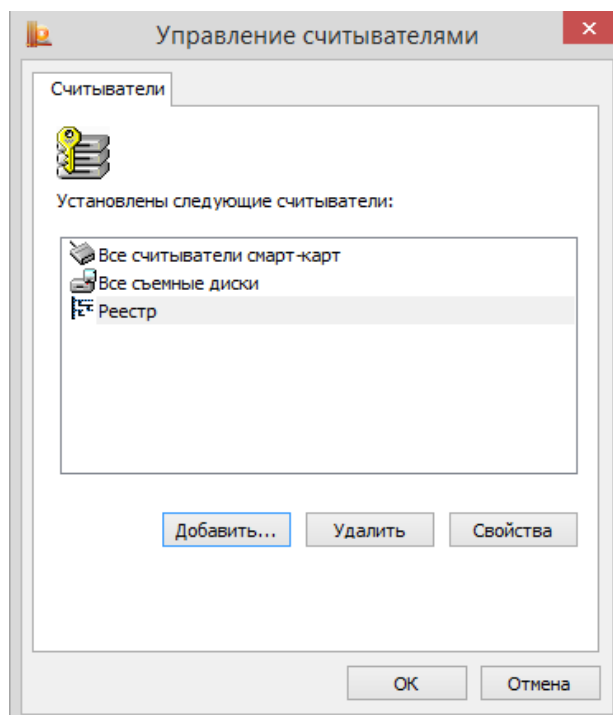 Управление считывателями
Считыватели
Установлены следующие считыватели:
Все считыватели смарт-карт
Все съемные диски
Реестр
Добавить... Удалить Свойства
ОК Отмена